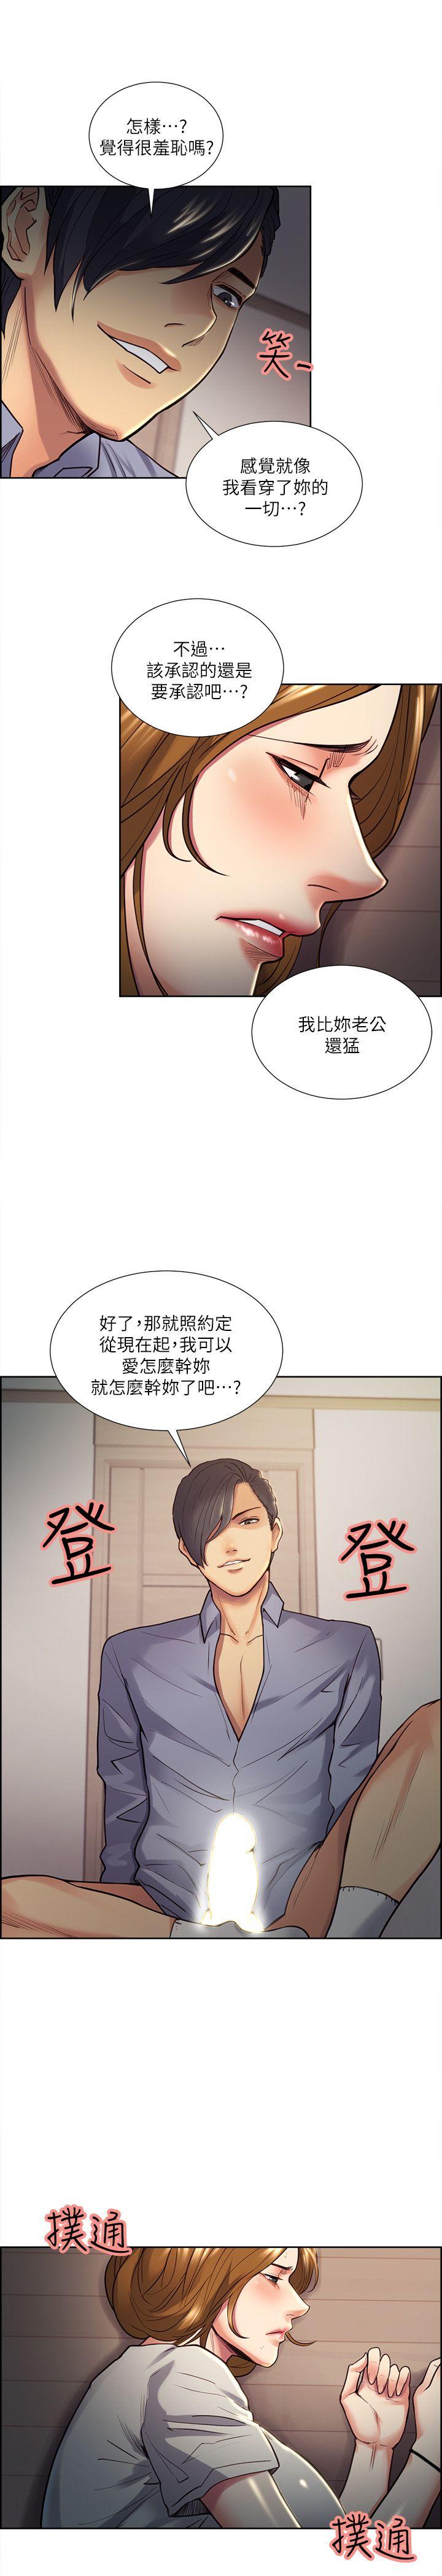 怎樣…?
覺得很羞恥嗎?
笑~
感覺就像
我看穿了妳的
一切…?
不過…
該承認的還是
要承認吧…?
我比妳老公
還猛
好了,那就照約定
從現在起,我可以
愛怎麼幹妳
就怎麼幹妳了吧…?
登
登
撲通
撲通